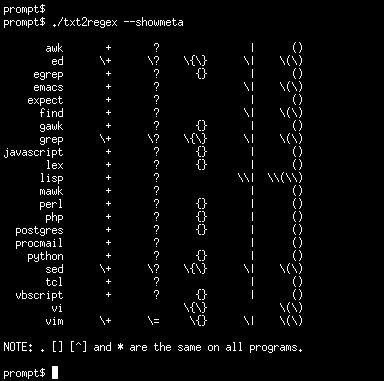 prompt$
prompt$ ./txt2regex --showmeta
awk + ? | ()
ed \+ \? \{\} \| \(\)
egrep + ? {} | ()
emacs + ? \| \(\)
expect + ? | ()
find + ? \| \(\)
gawk + ? {} | ()
grep \+ \? \{\} \| \(\)
javascript + ? {} | ()
lex + ? {} | ()
lisp + ? \\| \\(\\)
mawk + ? | ()
perl + ? {} | ()
php + ? {} | ()
postgres + ? {} | ()
procmail + ? | ()
python + ? {} | ()
sed \+ \? \{\} \| \(\)
tcl + ? | ()
vbscript + ? {} | ()
vi \{\} \(\)
vim \+ \= \{} \| \(\)
NOTE: . [] [^] and * are the same on all programs.
prompt$